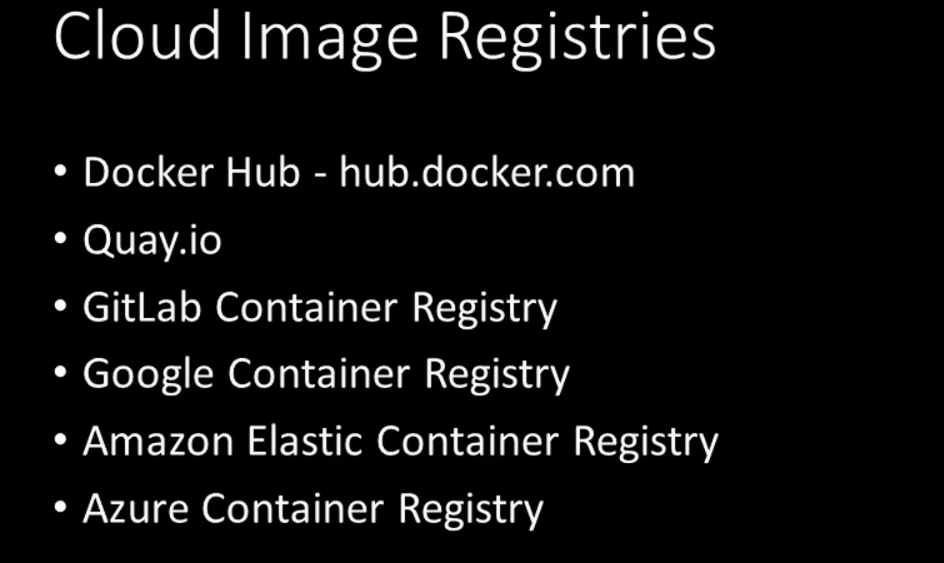 Cloud Image Registries
• Docker Hub - hub.docker.com
• Quay.io
• GitLab Container Registry
• Google Container Registry
• Amazon Elastic Container Registry
• Azure Container Registry